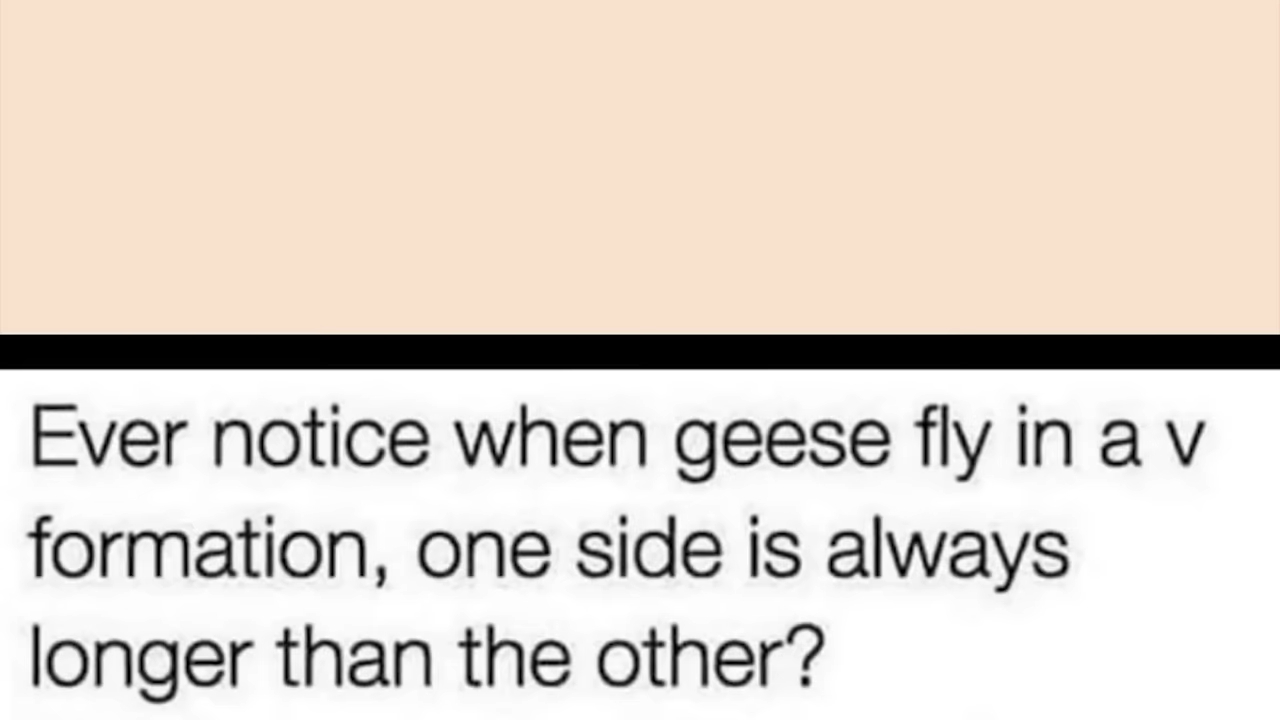 Ever notice when geese fly in a v
formation, one side is always
longer than the other?